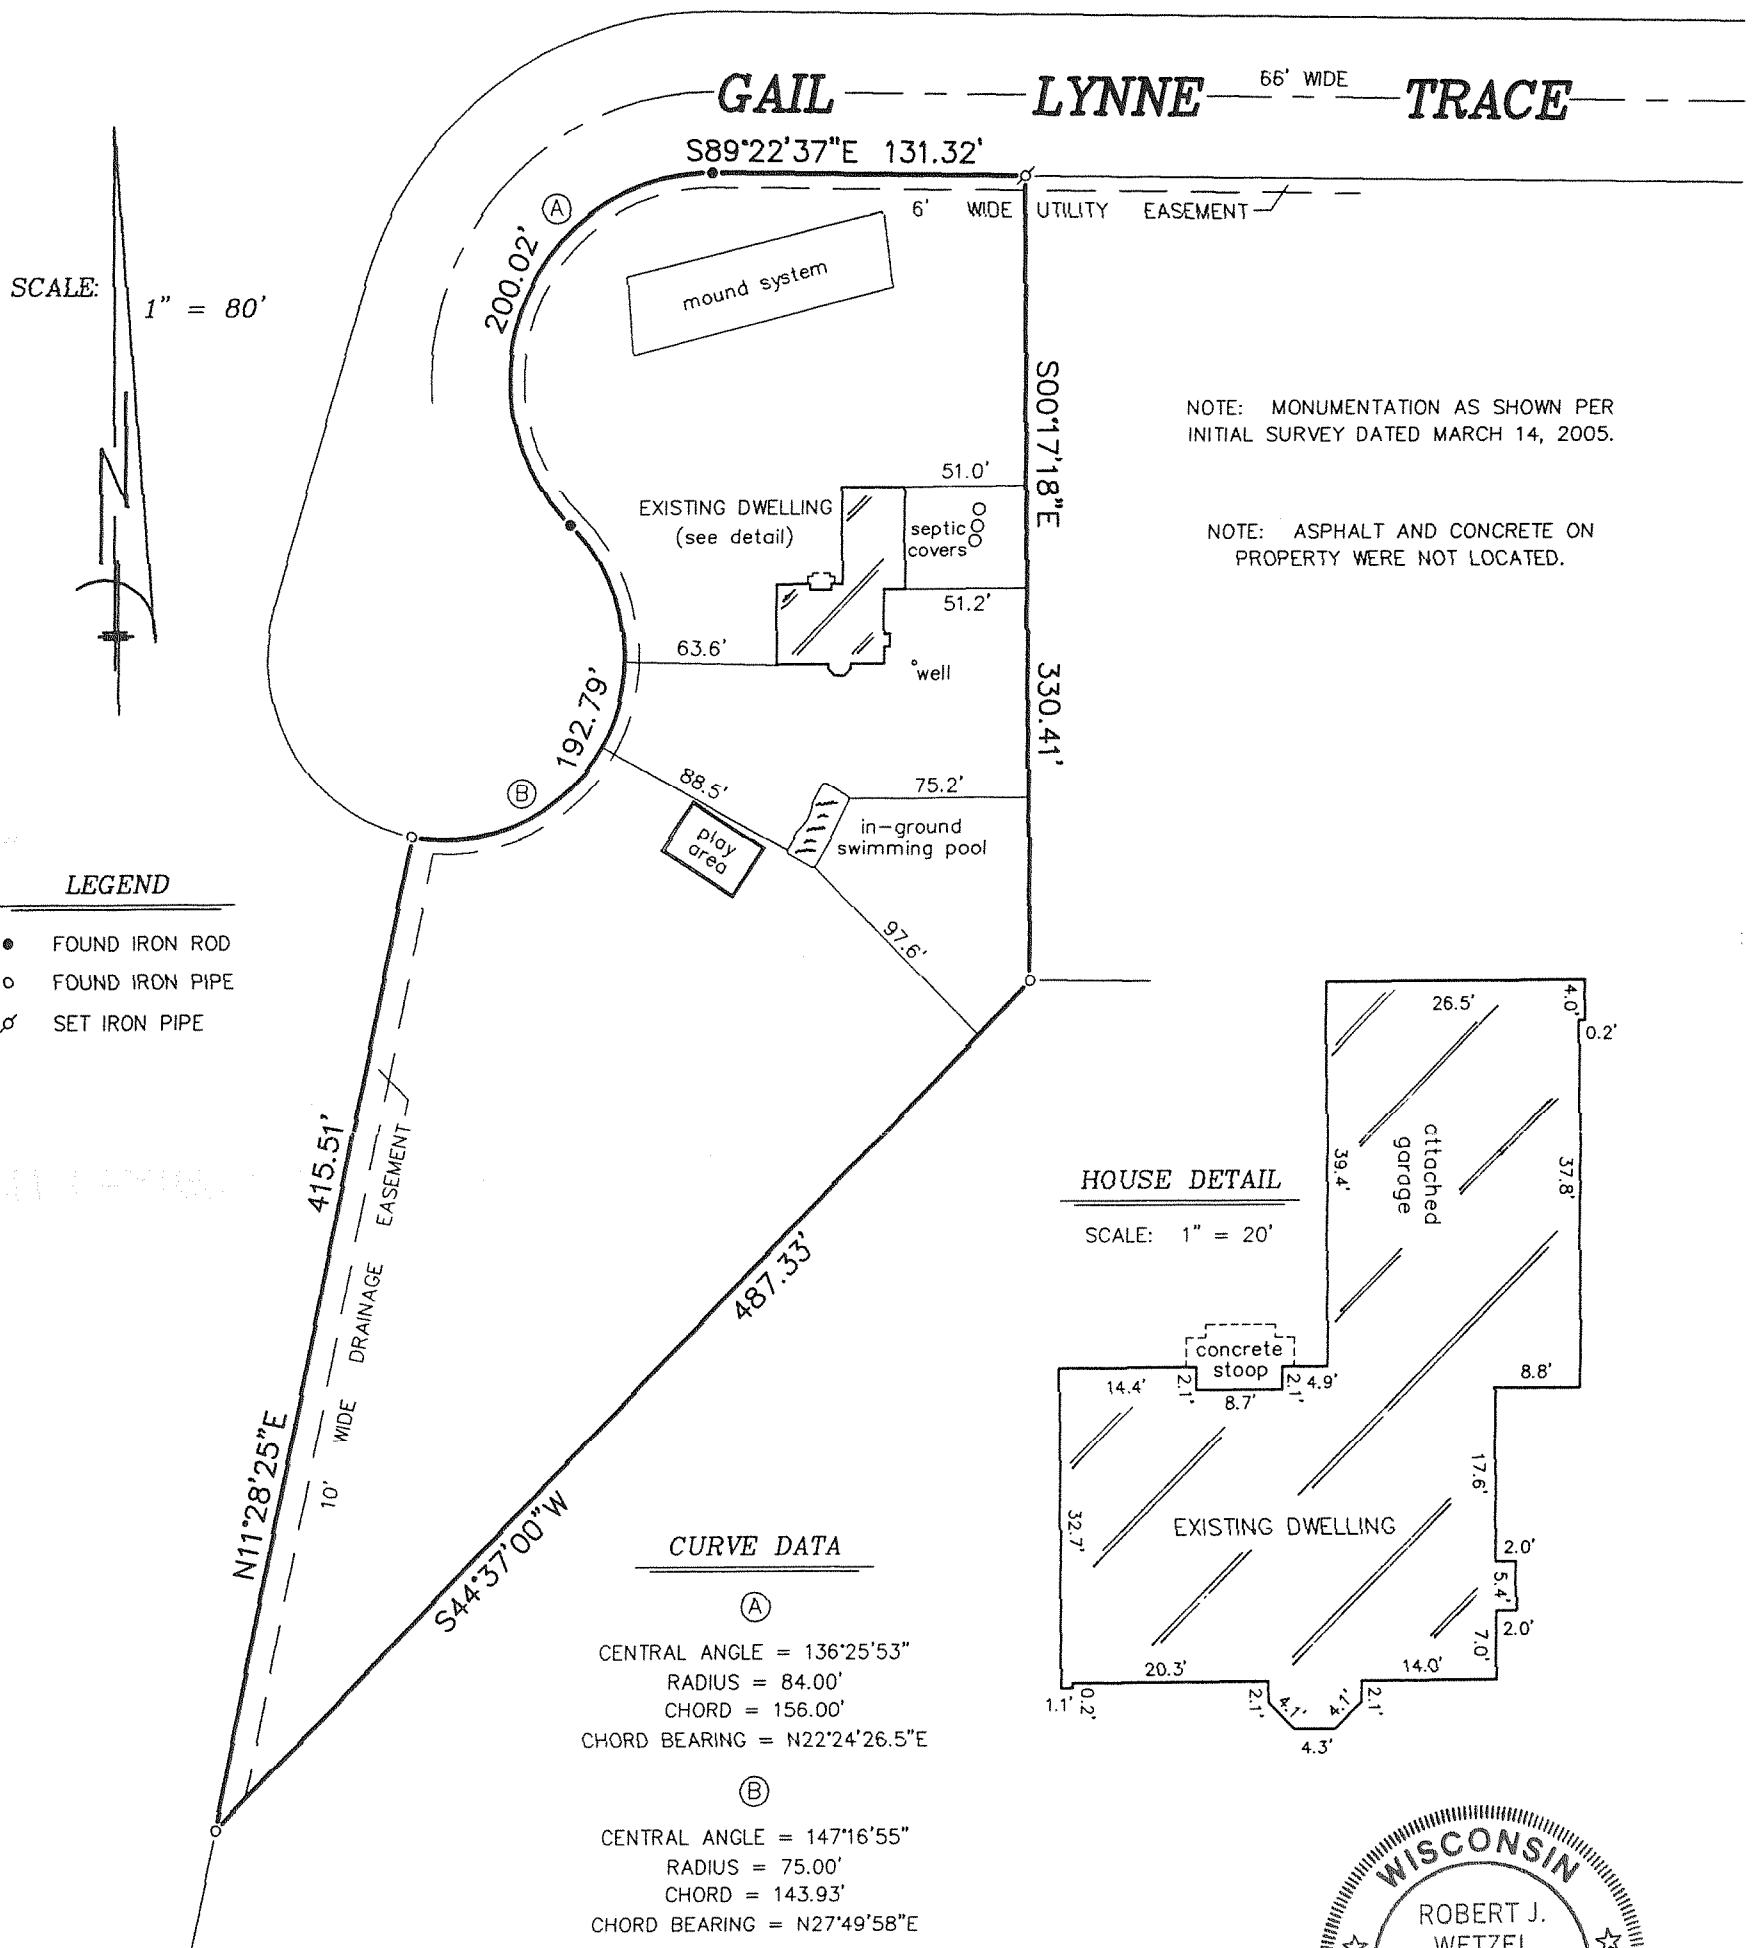 GAIL LYNNE TRACE
66' WIDE
S89°22'37"E 131.32'
6' WIDE UTILITY EASEMENT
A
200.02'
mound system
SCALE: 1" = 80'
N
S00°17'18"E
330.41'
NOTE: MONUMENTATION AS SHOWN PER
INITIAL SURVEY DATED MARCH 14, 2005.
NOTE: ASPHALT AND CONCRETE ON
PROPERTY WERE NOT LOCATED.
51.0'
EXISTING DWELLING
(see detail)
septic
covers
51.2'
63.6'
well
192.79'
B
88.5'
75.2'
play
area
in-ground
swimming pool
97.6'
LEGEND
FOUND IRON ROD
FOUND IRON PIPE
SET IRON PIPE
415.51'
N11°28'25"E
10' WIDE DRAINAGE EASEMENT
487.33'
S44°37'00"W
HOUSE DETAIL
SCALE: 1" = 20'
26.5'
4.0'
0.2'
39.4'
attached
garage
37.8'
concrete
stoop
14.4'
2.1'
8.7'
2.1'
4.9'
8.8'
17.6'
32.7'
EXISTING DWELLING
2.0'
5.4'
2.0'
7.0'
20.3'
14.0'
1.1'
0.2'
2.1'
4.1'
4.1'
2.1'
4.3'
CURVE DATA
A
CENTRAL ANGLE = 136°25'53"
RADIUS = 84.00'
CHORD = 156.00'
CHORD BEARING = N22°24'26.5"E
B
CENTRAL ANGLE = 147°16'55"
RADIUS = 75.00'
CHORD = 143.93'
CHORD BEARING = N27°49'58"E
WISCONSIN
ROBERT J.
WETZEL